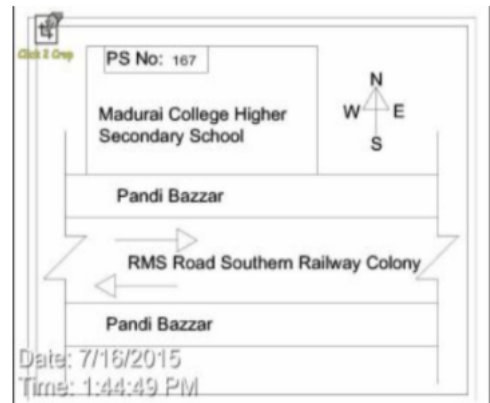 Click 2 Crop
PS No: 167
Madurai College Higher
Secondary School
N
W E
S
Pandi Bazzar
RMS Road Southern Railway Colony
Pandi Bazzar
Date: 7/16/2015
Time: 1:44:49 PM